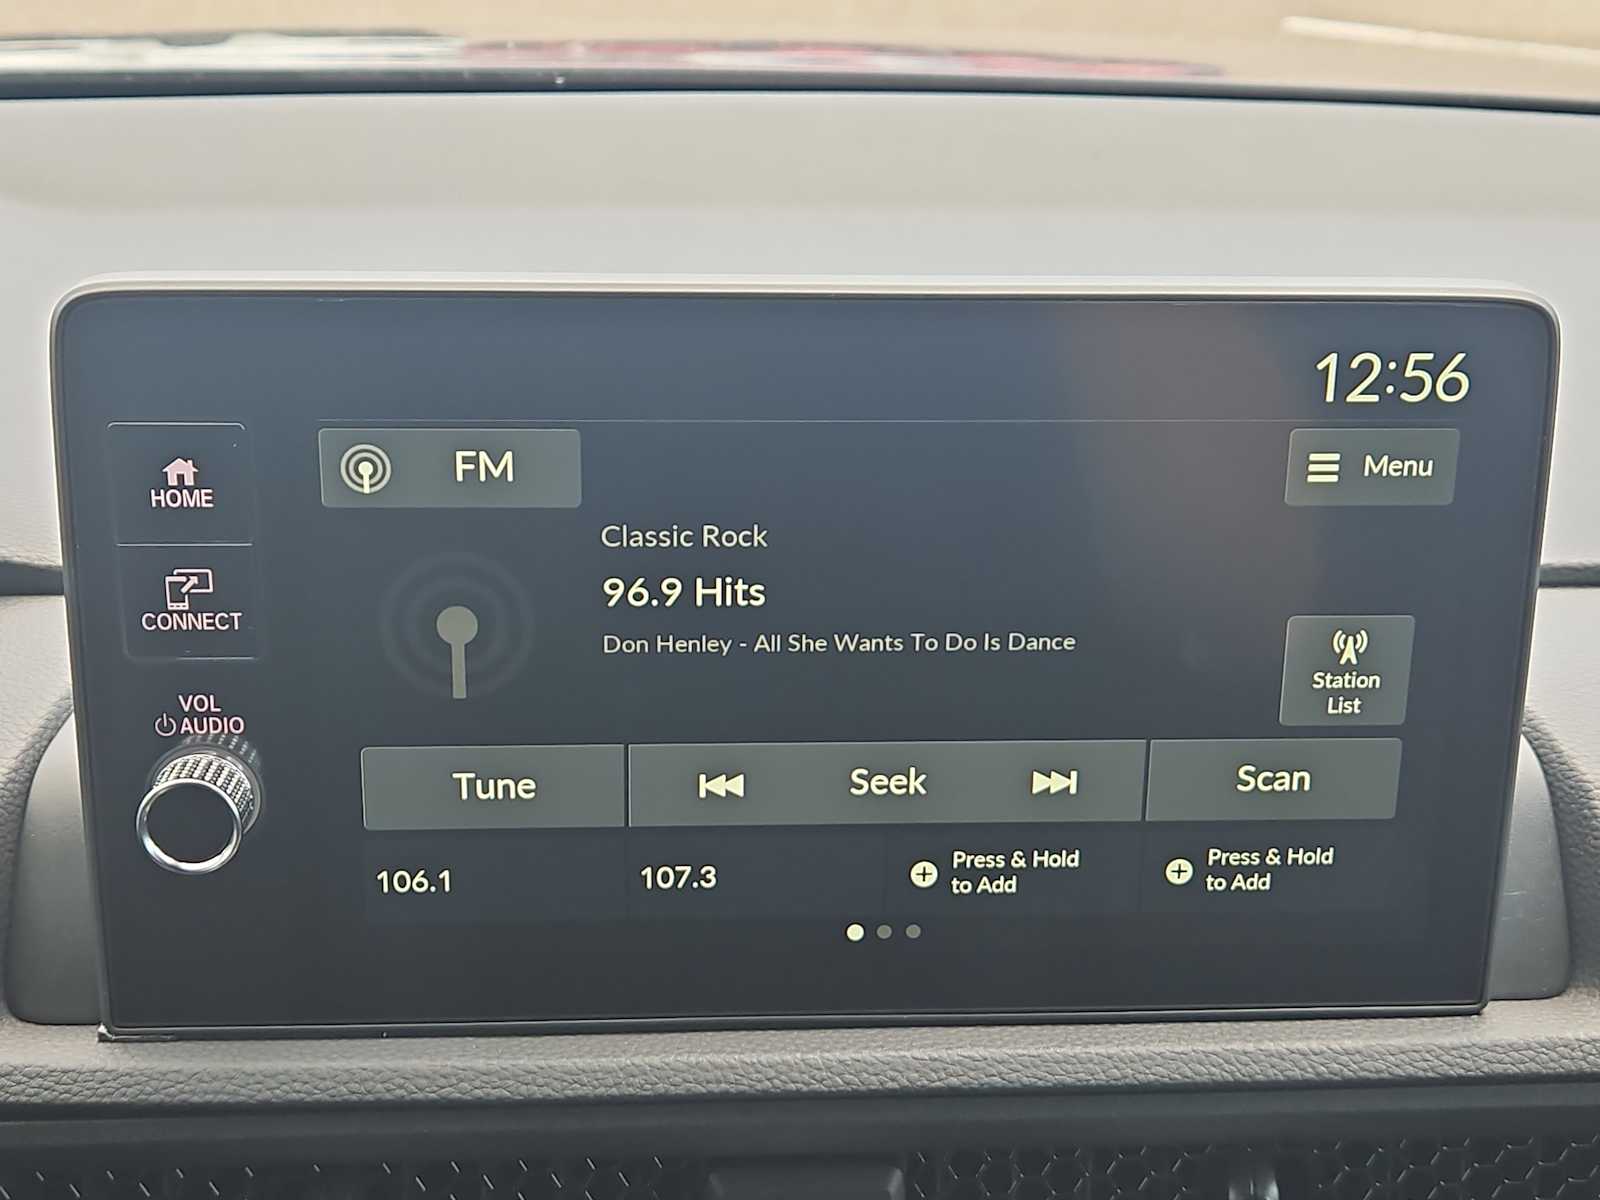 12:56
HOME
FM
Menu
Classic Rock
96.9 Hits
CONNECT
Don Henley - All She Wants To Do Is Dance
Station
List
VOL
AUDIO
Tune
Seek
Scan
106.1
107.3
Press & Hold
to Add
Press & Hold
to Add